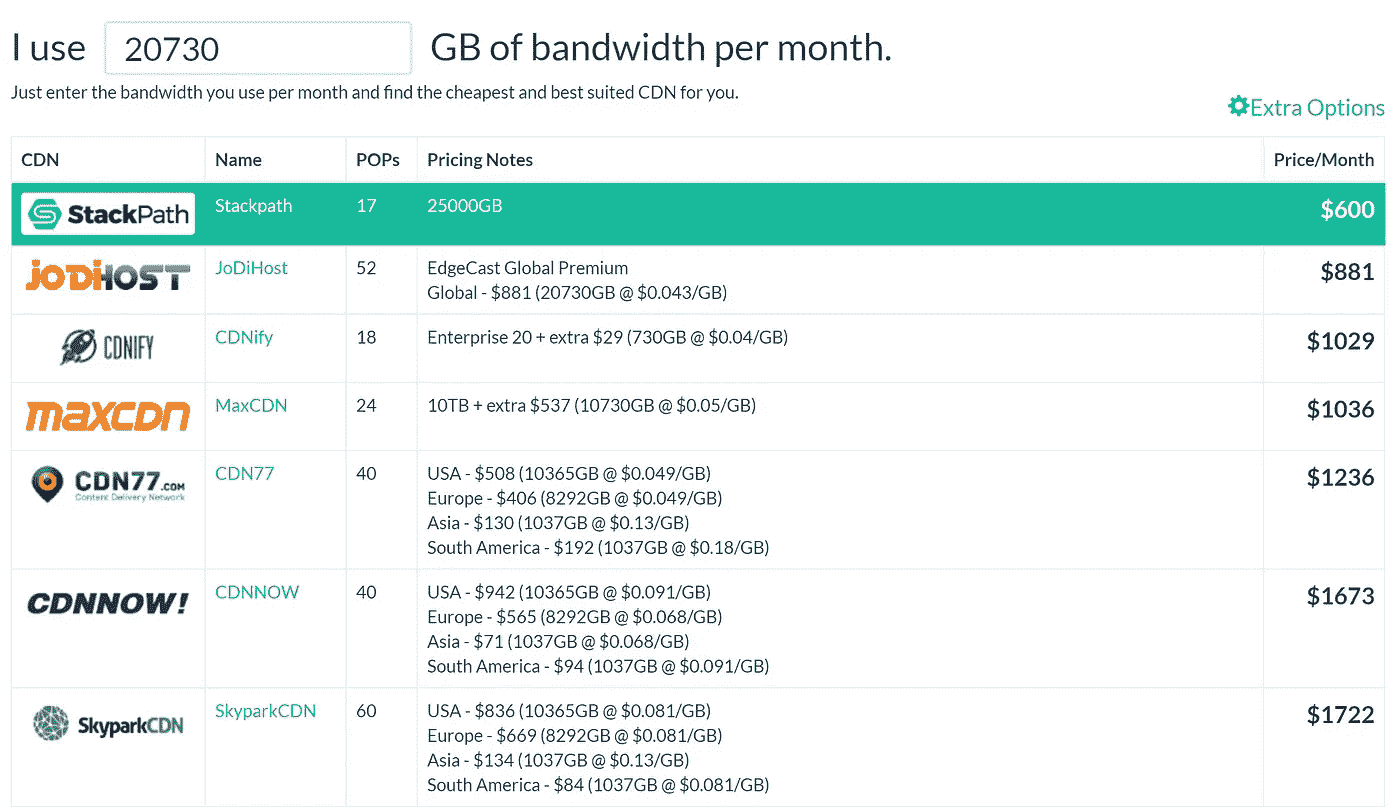 I use 20730 GB of bandwidth per month.
Just enter the bandwidth you use per month and find the cheapest and best suited CDN for you.
Extra Options
CDN Name POPs Pricing Notes Price/Month
StackPath Stackpath 17 25000GB $600
JODIHOST JoDiHost 52 EdgeCast Global Premium $881
Global - $881 (20730GB @ $0.043/GB)
CDNIFY CDNify 18 Enterprise 20 + extra $29 (730GB @ $0.04/GB) $1029
maxcdn MaxCDN 24 10TB + extra $537 (10730GB @ $0.05/GB) $1036
CDN77.COM CDN77 40 USA - $508 (10365GB @ $0.049/GB) $1236
Content Delivery Network Europe - $406 (8292GB @ $0.049/GB)
Asia - $130 (1037GB @ $0.13/GB)
South America - $192 (1037GB @ $0.18/GB)
CDNNOW! CDNNOW 40 USA - $942 (10365GB @ $0.091/GB) $1673
Europe - $565 (8292GB @ $0.068/GB)
Asia - $71 (1037GB @ $0.068/GB)
South America - $94 (1037GB @ $0.091/GB)
SkyparkCDN SkyparkCDN 60 USA - $836 (10365GB @ $0.081/GB) $1722
Europe - $669 (8292GB @ $0.081/GB)
Asia - $134 (1037GB @ $0.13/GB)
South America - $84 (1037GB @ $0.081/GB)